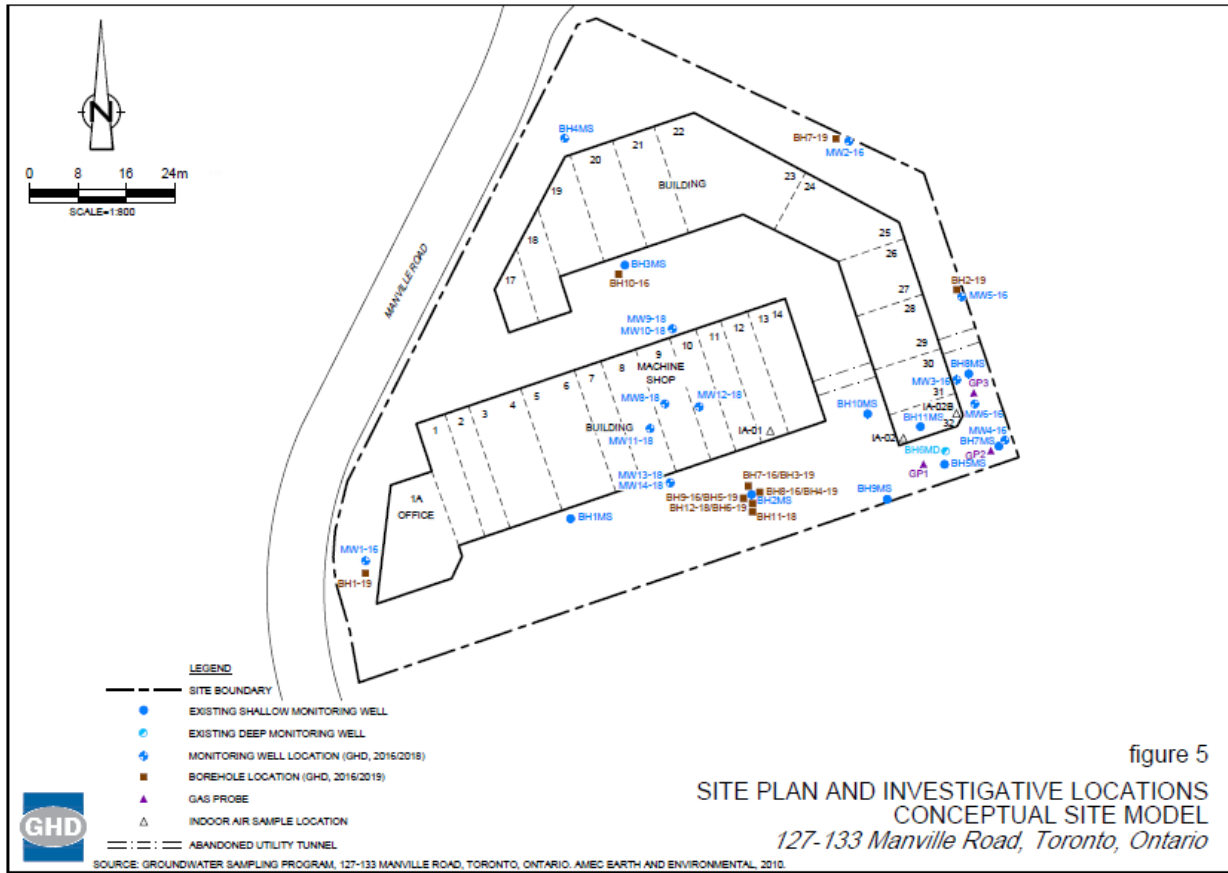 N
0 8 16 24m
SCALE=1:800
MANVILLE ROAD
BH4MS
22
21
20
19
18
17
BUILDING
23
24
BH7-19
MW2-16
25
26
27
28
29
30
31
32
BH3MS
BH10-16
BH2-19
MW5-16
MW9-18
MW10-18
1 2 3 4 5 6 7 8 9 10 11 12 13 14
MACHINE
SHOP
MW8-18
MW12-18
BUILDING
MW11-18
IA-01
BH8MS
MW3-16
GP3
IA-02B
MW6-16
BH10MS
BH11MS
IA-02
MW4-16
BH7MS
BH6MD
GP2
GP1
BH5MS
BH9MS
MW13-18
MW14-18
BH7-16/BH3-19
BH8-16/BH4-19
BH9-16/BH5-19
BH2MS
BH12-18/BH6-19
BH11-18
BH1MS
1A
OFFICE
MW1-16
BH1-19
LEGEND
SITE BOUNDARY
EXISTING SHALLOW MONITORING WELL
EXISTING DEEP MONITORING WELL
MONITORING WELL LOCATION (GHD, 2016/2018)
BOREHOLE LOCATION (GHD, 2016/2019)
GAS PROBE
INDOOR AIR SAMPLE LOCATION
ABANDONED UTILITY TUNNEL
GHD
SOURCE: GROUNDWATER SAMPLING PROGRAM, 127-133 MANVILLE ROAD, TORONTO, ONTARIO. AMEC EARTH AND ENVIRONMENTAL, 2010.
figure 5
SITE PLAN AND INVESTIGATIVE LOCATIONS
CONCEPTUAL SITE MODEL
127-133 Manville Road, Toronto, Ontario